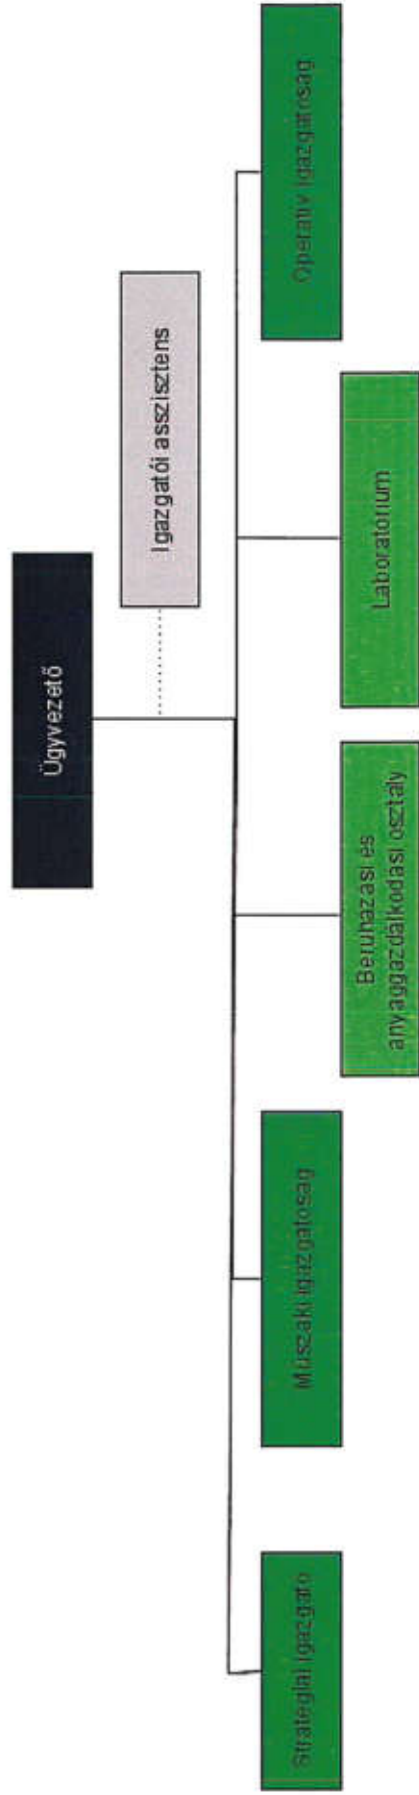 Ügyvezető
Igazgatói asszisztens
Stratégiai igazgató
Műszaki igazgatóság
Beruházási és
anyaggazdálkodási osztály
Laboratórium
Operatív igazgatóság